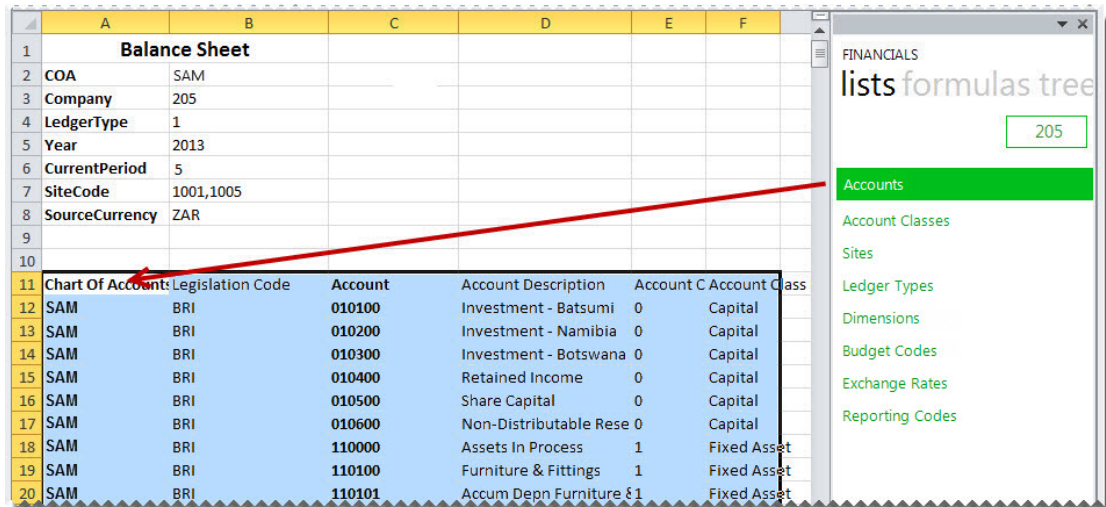 A B C D E F
1 Balance Sheet
2 COA SAM
3 Company 205
4 LedgerType 1
5 Year 2013
6 CurrentPeriod 5
7 SiteCode 1001,1005
8 SourceCurrency ZAR
9
10
11 Chart Of Accounts Legislation Code Account Account Description Account C Account Class
12 SAM BRI 010100 Investment - Batsumi 0 Capital
13 SAM BRI 010200 Investment - Namibia 0 Capital
14 SAM BRI 010300 Investment - Botswana 0 Capital
15 SAM BRI 010400 Retained Income 0 Capital
16 SAM BRI 010500 Share Capital 0 Capital
17 SAM BRI 010600 Non-Distributable Rese 0 Capital
18 SAM BRI 110000 Assets In Process 1 Fixed Asset
19 SAM BRI 110100 Furniture & Fittings 1 Fixed Asset
20 SAM BRI 110101 Accum Depn Furniture & 1 Fixed Asset
FINANCIALS
lists formulas tree
205
Accounts
Account Classes
Sites
Ledger Types
Dimensions
Budget Codes
Exchange Rates
Reporting Codes